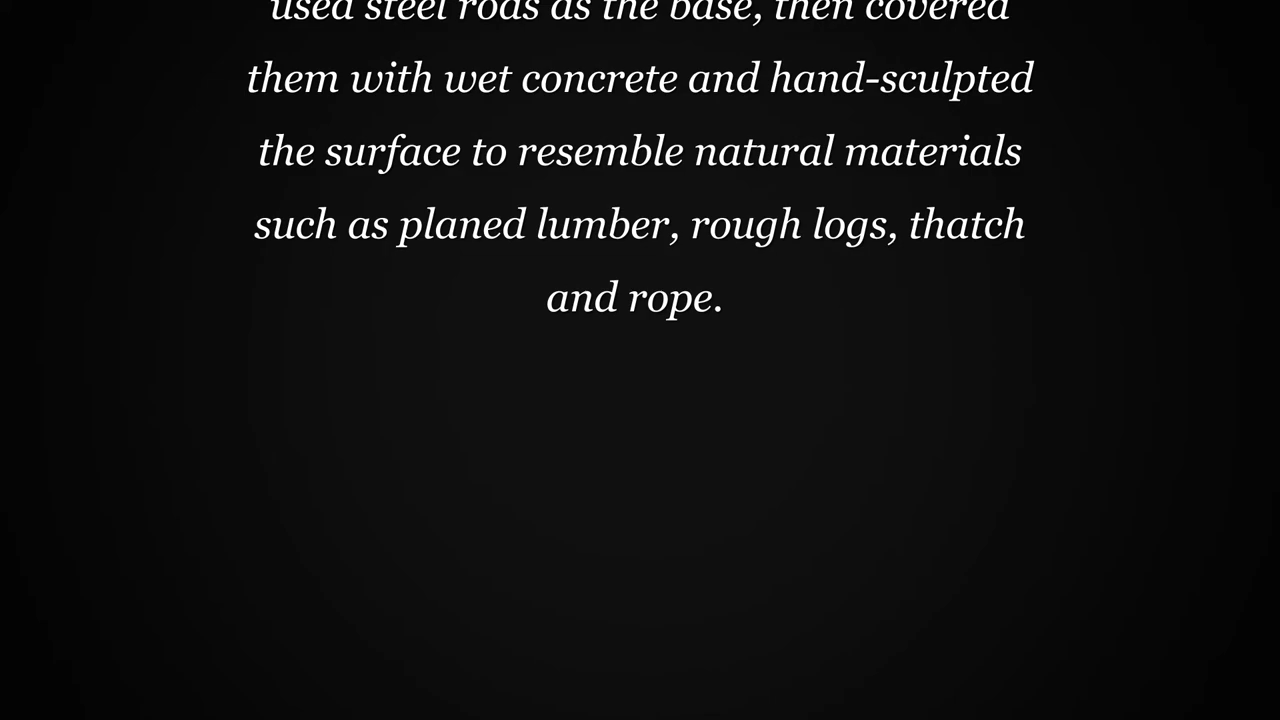 used steel rods as the base, then covered
them with wet concrete and hand-sculpted
the surface to resemble natural materials
such as planed lumber, rough logs, thatch
and rope.